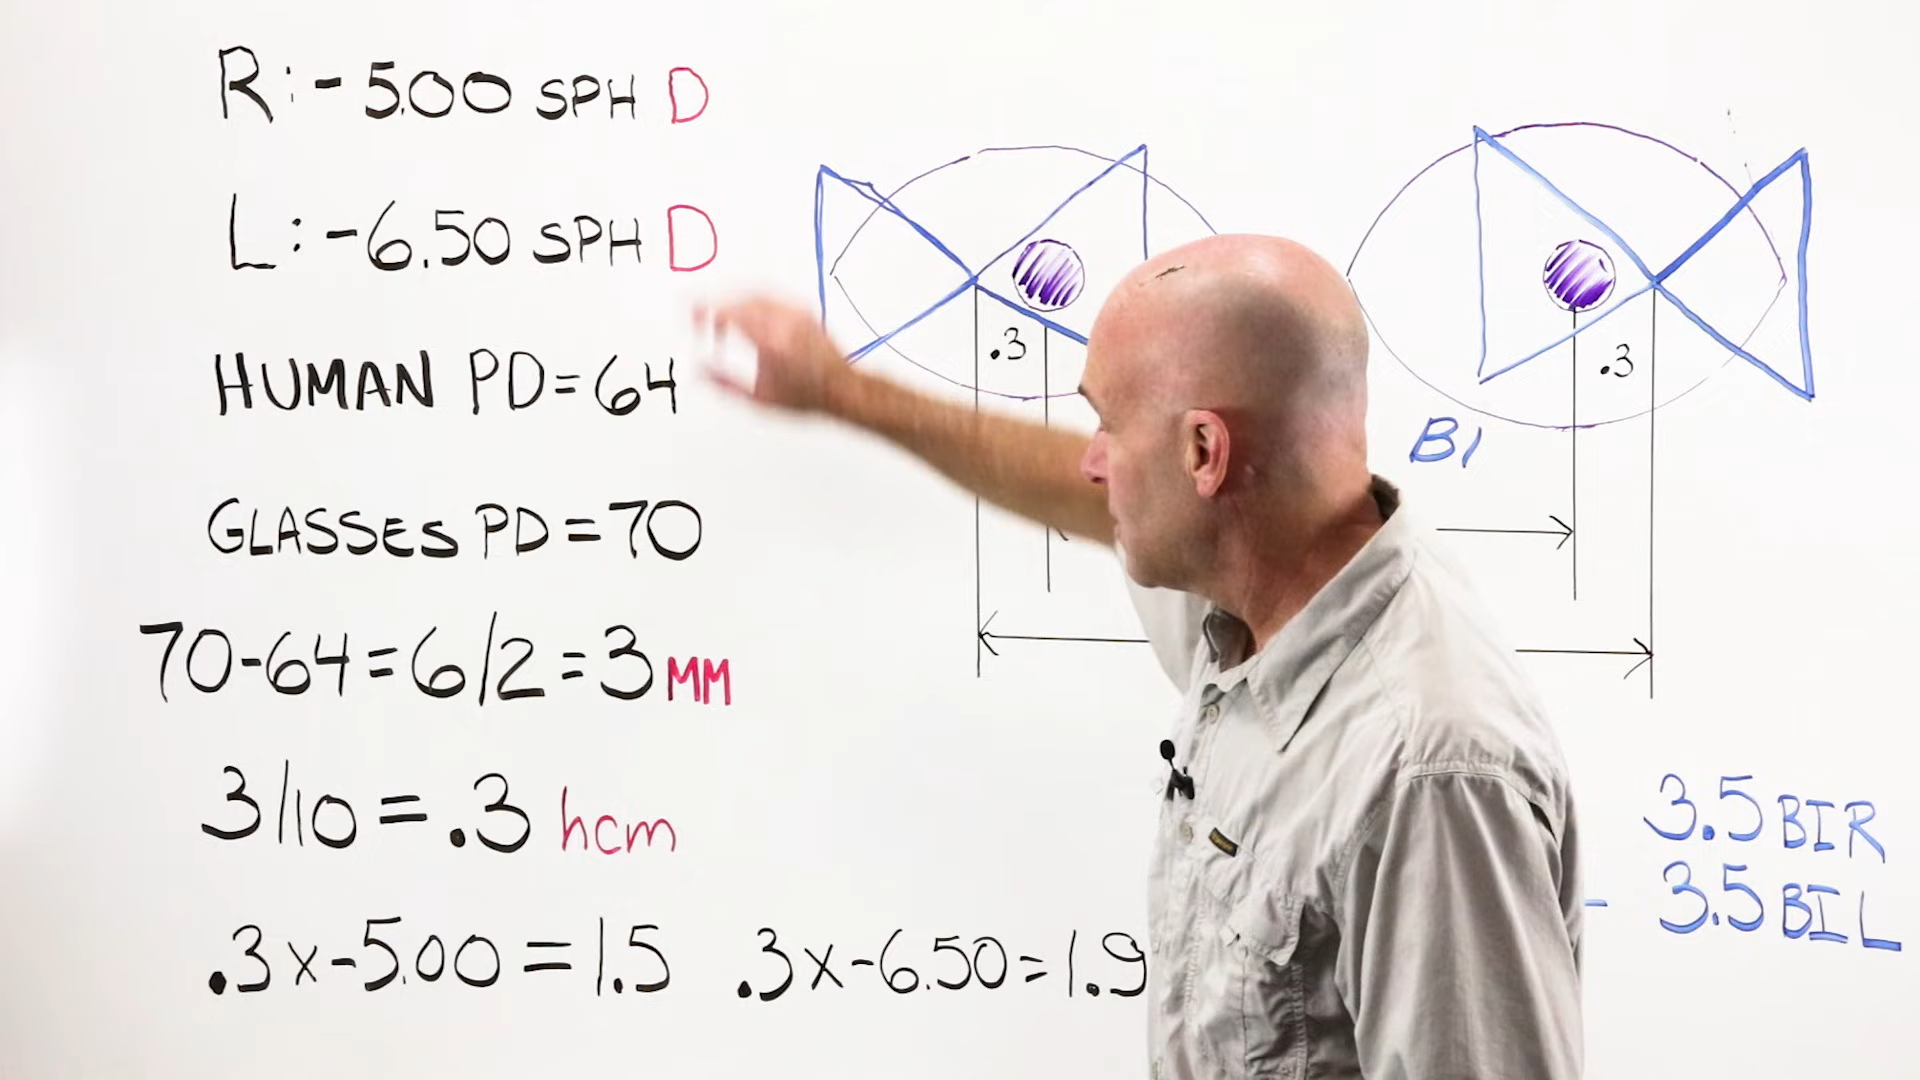 R: -5.00 SPH D
L: -6.50 SPH D
HUMAN PD = 64
GLASSES PD = 70
70-64 = 6/2 = 3 MM
3/10 = .3 hcm
.3 x -5.00 = 1.5 .3 x -6.50 = 1.9
.3
.3
BI
3.5 BIR
- 3.5 BIL